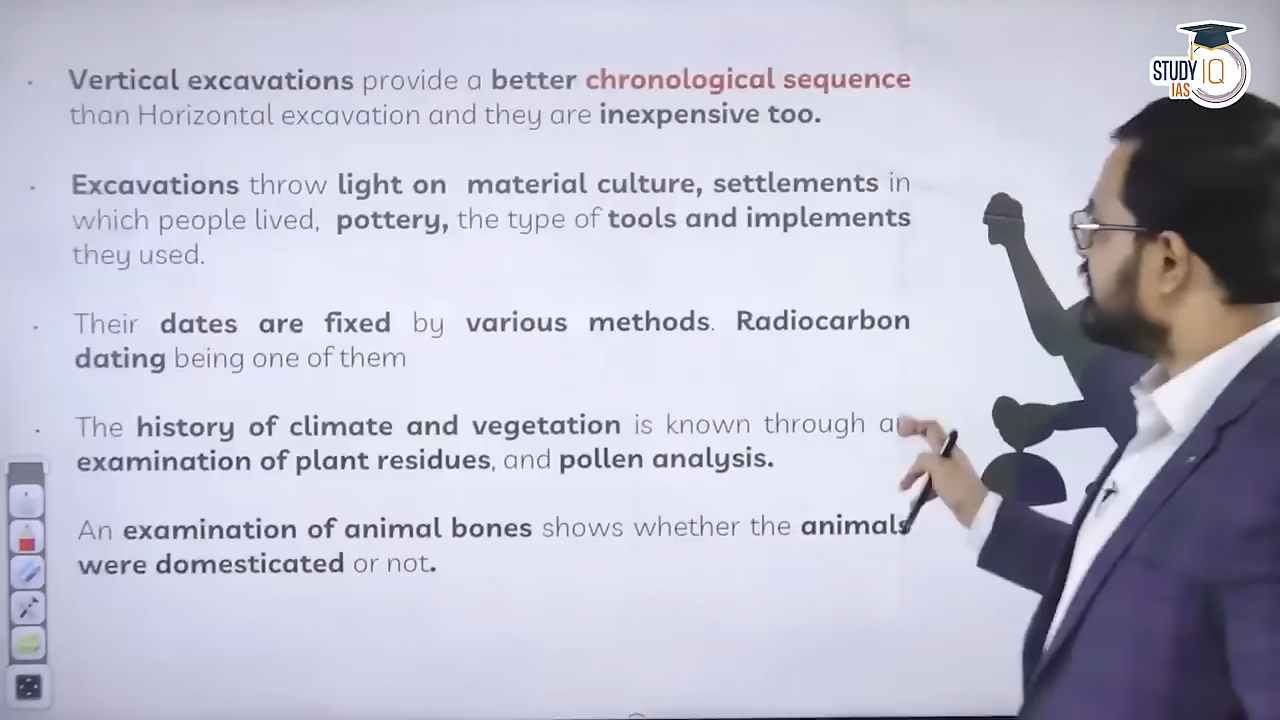 STUDY IQ
IAS
Vertical excavations provide a better chronological sequence
than Horizontal excavation and they are inexpensive too.
Excavations throw light on material culture, settlements in
which people lived, pottery, the type of tools and implements
they used.
Their dates are fixed by various methods. Radiocarbon
dating being one of them
The history of climate and vegetation is known through
examination of plant residues, and pollen analysis.
An examination of animal bones shows whether the animals
were domesticated or not.